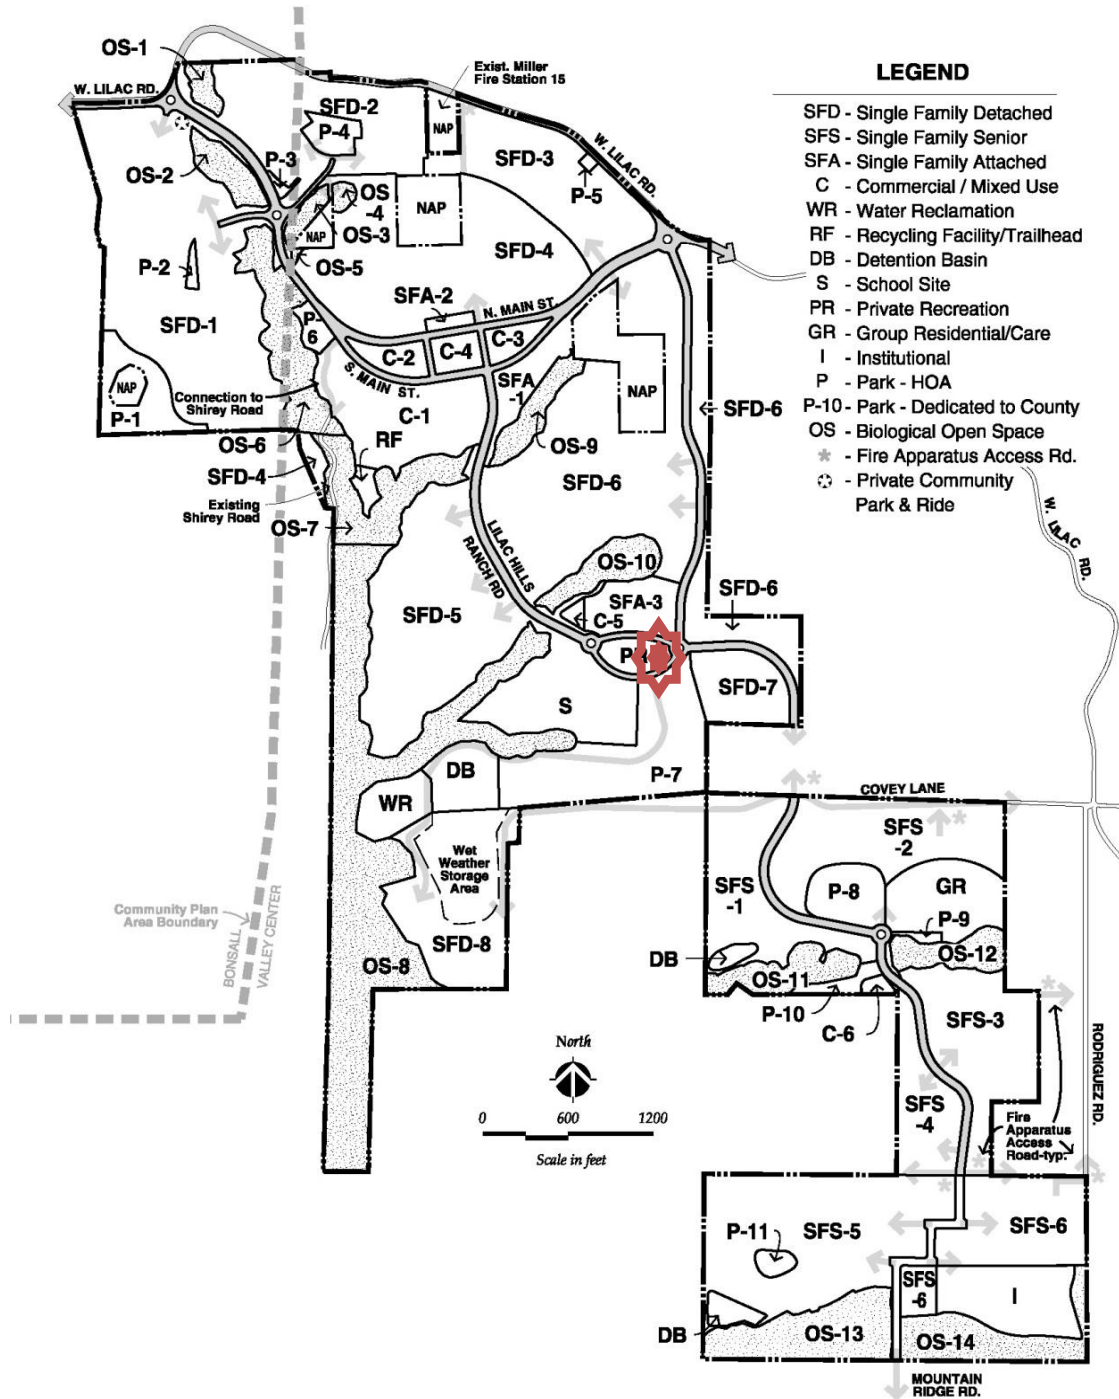 OS-1
W. LILAC RD.
Exist. Miller
Fire Station 15
SFD-2
P-4
NAP
SFD-3
W. LILAC RD.
P-5
OS-2
P-3
OS
-4
OS-3
NAP
NAP
OS-5
SFD-4
P-2
SFD-1
SFA-2
N. MAIN ST.
P-
6
C-2
C-4
C-3
S. MAIN ST.
SFA
-1
NAP
SFD-6
NAP
P-1
Connection to
Shirey Road
C-1
OS-6
RF
OS-9
SFD-4
SFD-6
Existing
Shirey Road
OS-7
LILAC HILLS
RANCH RD
OS-10
SFD-5
SFA-3
C-5
SFD-6
SFD-7
S
P-7
DB
WR
COVEY LANE
Wet
Weather
Storage
Area
SFS
-2
SFS
-1
P-8
GR
P-9
Community Plan
Area Boundary
BONSALL
VALLEY CENTER
SFD-8
OS-8
DB
OS-11
OS-12
P-10
C-6
SFS-3
SFS
-4
Fire
Apparatus
Access
Road-typ.
RODRIGUEZ RD.
W. LILAC RD.
North
0 600 1200
Scale in feet
P-11
SFS-5
SFS-6
SFS
-6
I
DB
OS-13
OS-14
MOUNTAIN
RIDGE RD.
LEGEND
SFD - Single Family Detached
SFS - Single Family Senior
SFA - Single Family Attached
C - Commercial / Mixed Use
WR - Water Reclamation
RF - Recycling Facility/Trailhead
DB - Detention Basin
S - School Site
PR - Private Recreation
GR - Group Residential/Care
I - Institutional
P - Park - HOA
P-10 - Park - Dedicated to County
OS - Biological Open Space
* - Fire Apparatus Access Rd.
- Private Community
Park & Ride